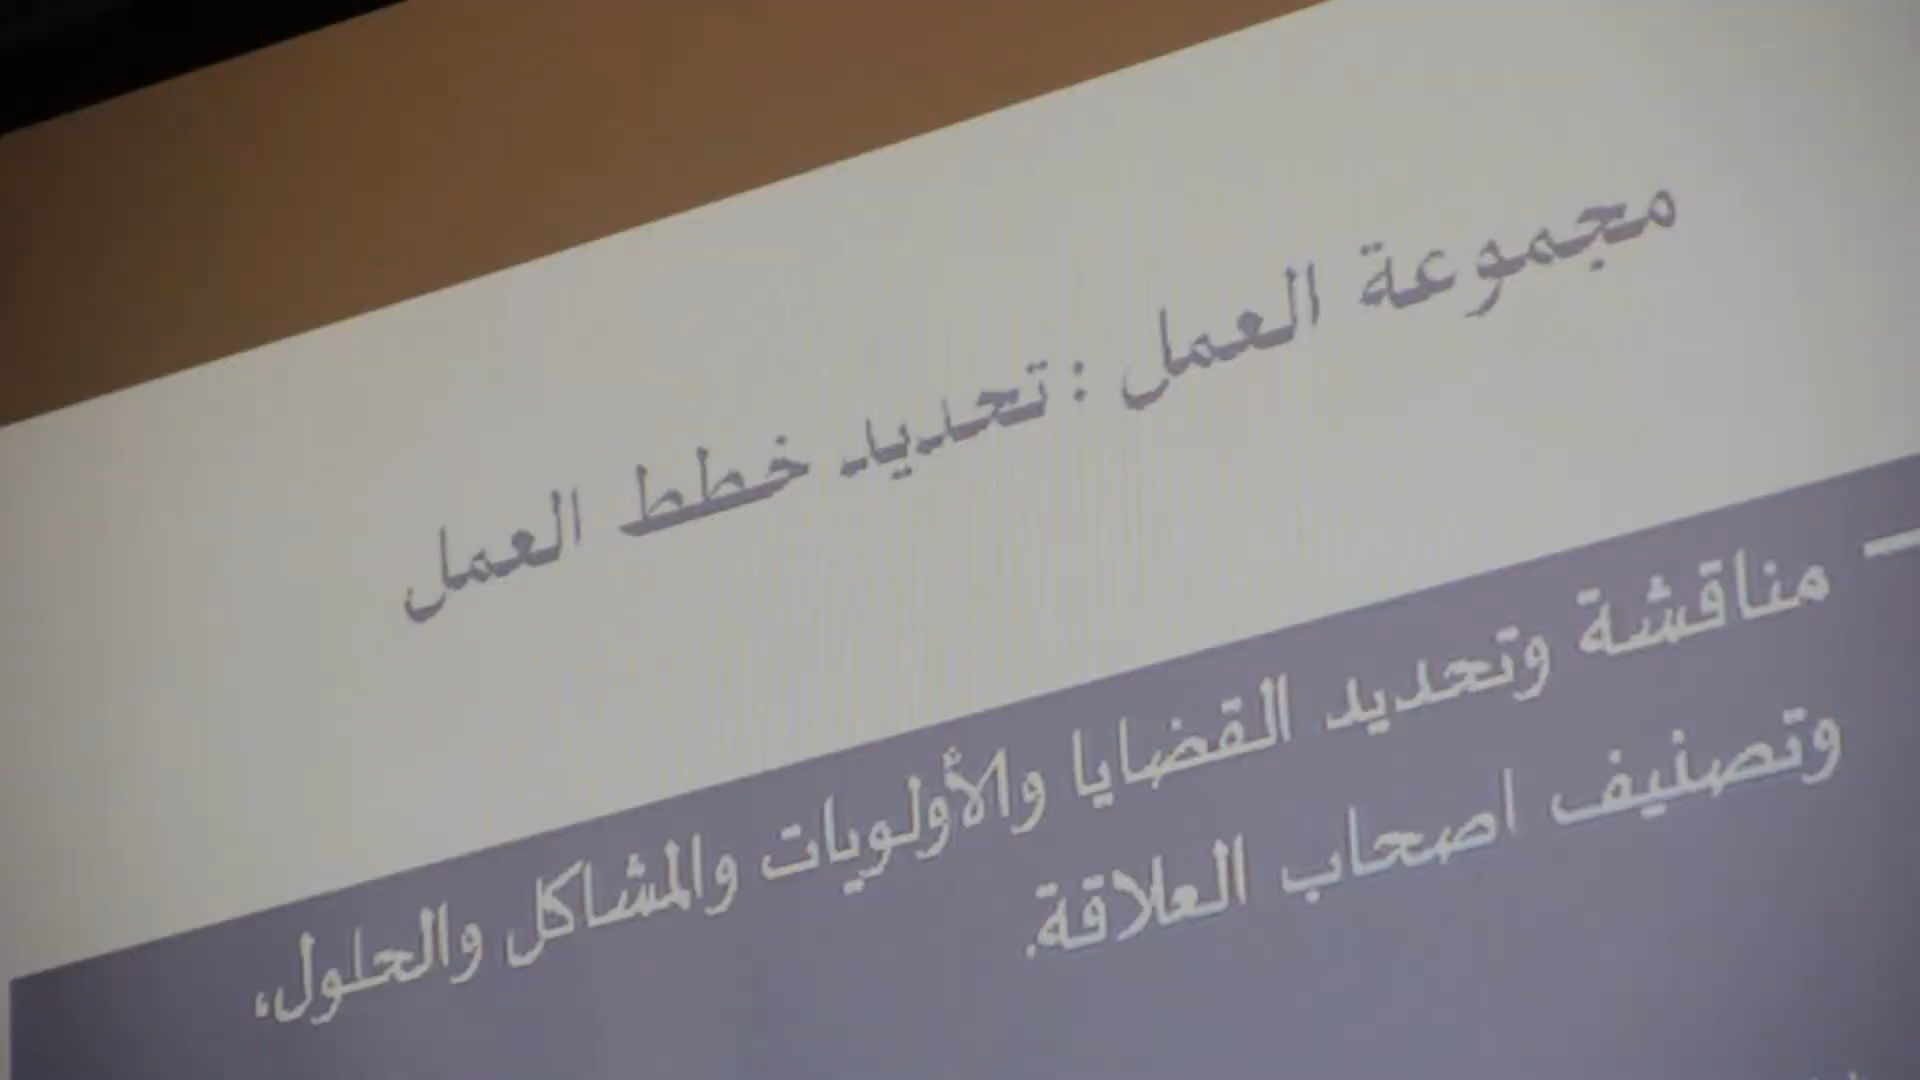 مجموعة العمل : تحديد خطط العمل
– مناقشة وتحديد القضايا والأولويات والمشاكل والحلول،
وتصنيف اصحاب العلاقة.